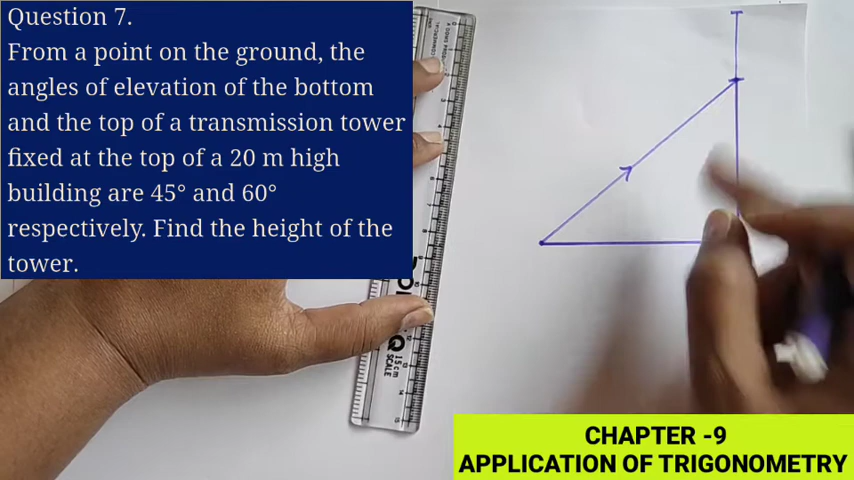 Question 7.
From a point on the ground, the
angles of elevation of the bottom
and the top of a transmission tower
fixed at the top of a 20 m high
building are 45° and 60°
respectively. Find the height of the
tower.
15cm
SCALE
CHAPTER -9
APPLICATION OF TRIGONOMETRY